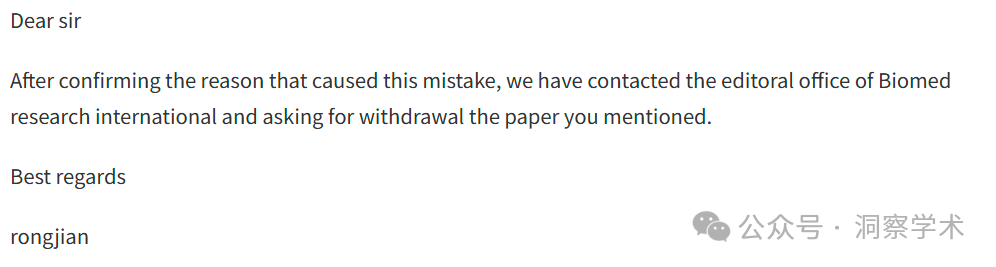 Dear sir
After confirming the reason that caused this mistake, we have contacted the editoral office of Biomed
research international and asking for withdrawal the paper you mentioned.
Best regards
rongjian
公众号 · 洞察学术